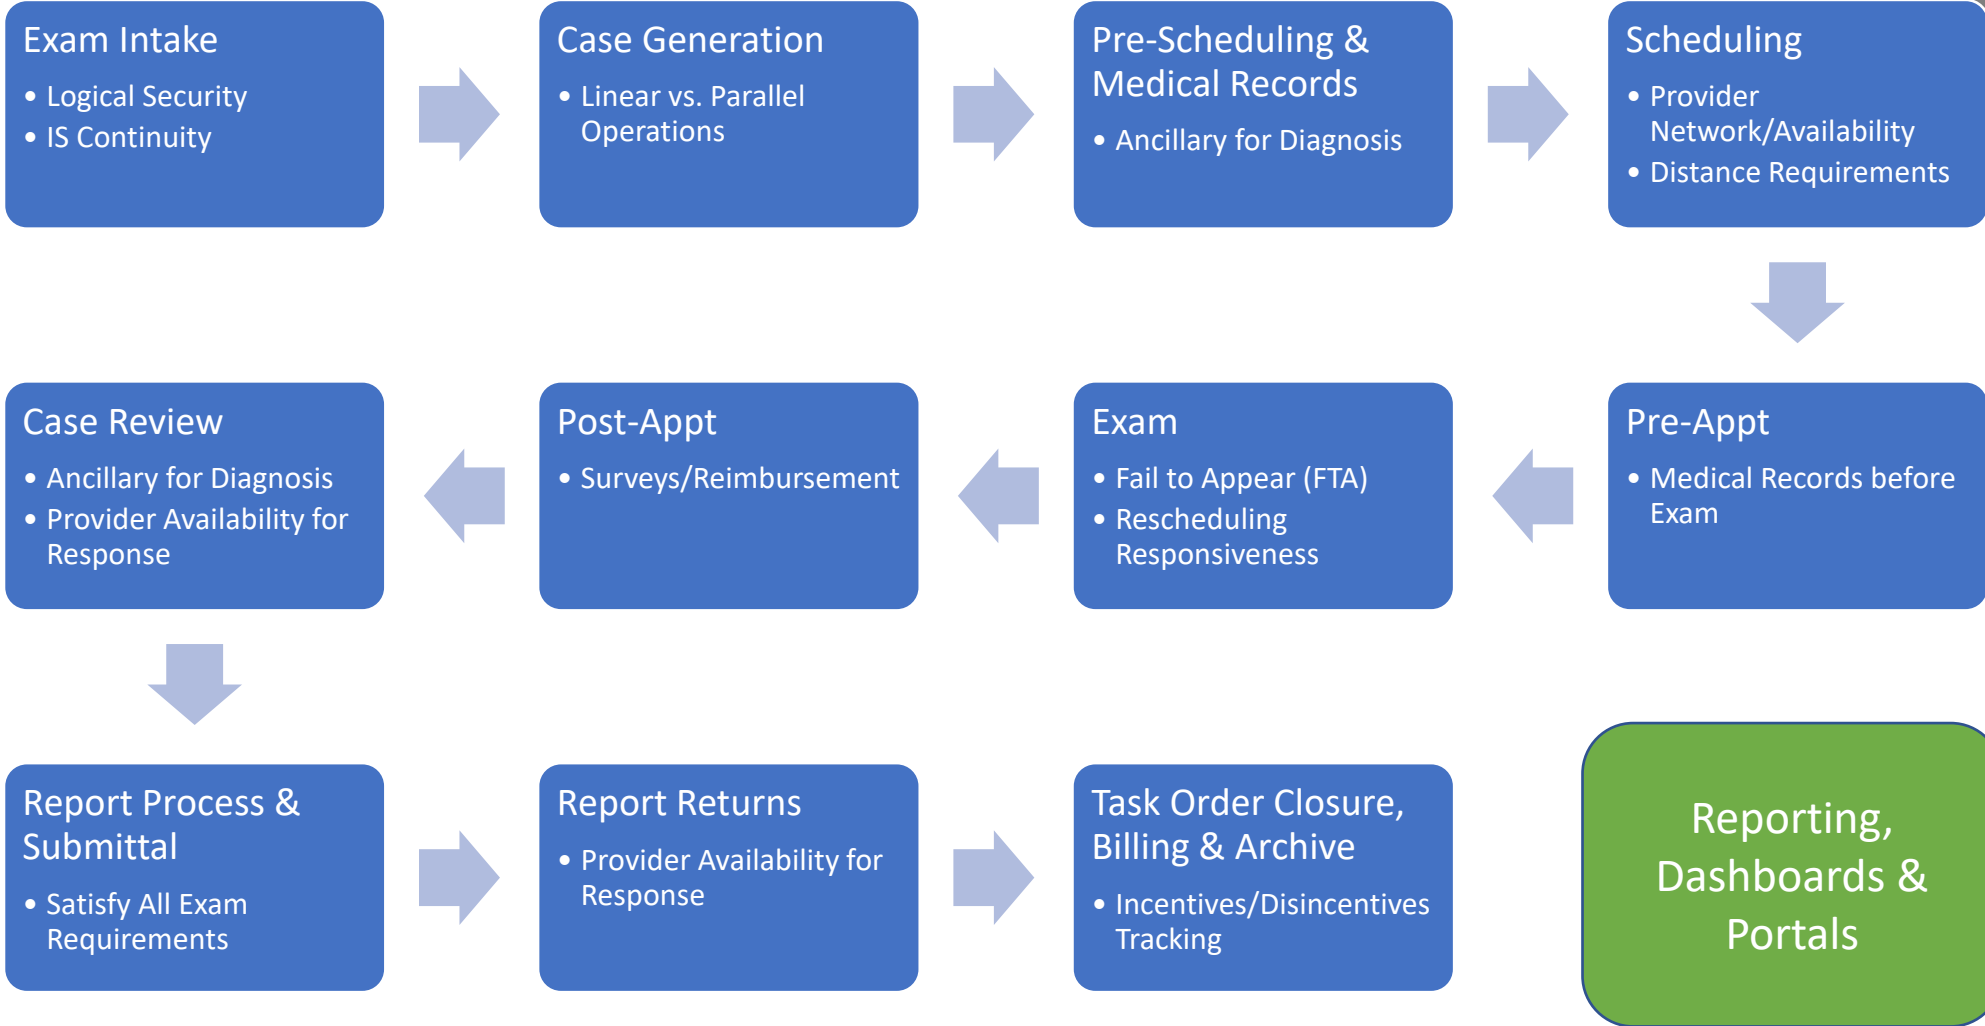 Exam Intake
• Logical Security
• IS Continuity
Case Generation
• Linear vs. Parallel
Operations
Pre-Scheduling &
Medical Records
• Ancillary for Diagnosis
Scheduling
• Provider
Network/Availability
• Distance Requirements
Pre-Appt
• Medical Records before
Exam
Exam
• Fail to Appear (FTA)
• Rescheduling
Responsiveness
Post-Appt
• Surveys/Reimbursement
Case Review
• Ancillary for Diagnosis
• Provider Availability for
Response
Report Process &
Submittal
• Satisfy All Exam
Requirements
Report Returns
• Provider Availability for
Response
Task Order Closure,
Billing & Archive
• Incentives/Disincentives
Tracking
Reporting,
Dashboards &
Portals